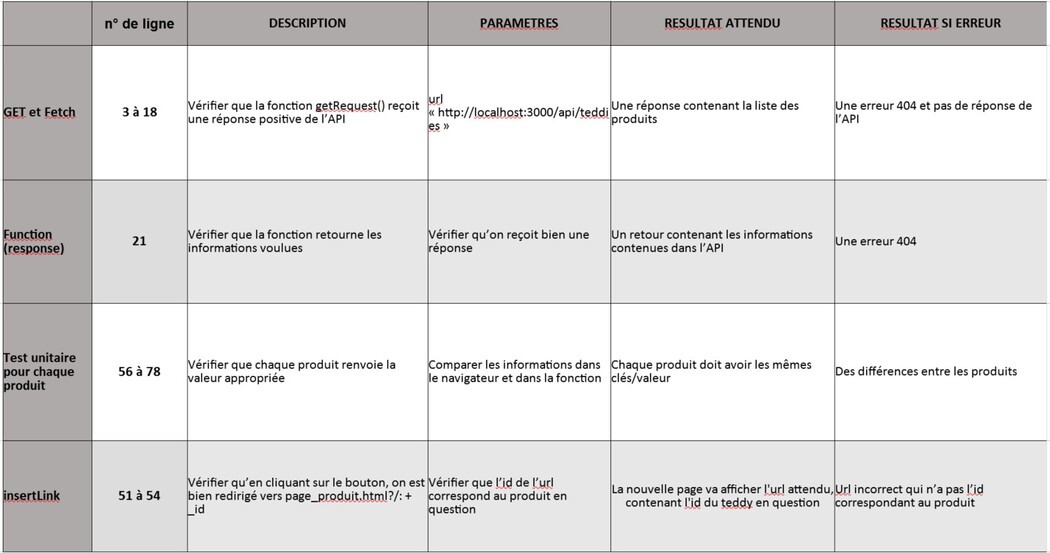 n° de ligne
DESCRIPTION
PARAMETRES
RESULTAT ATTENDU
RESULTAT SI ERREUR
GET et Fetch
3 à 18
Vérifier que la fonction getRequest() reçoit
une réponse positive de l’API
url
« http://localhost:3000/api/teddi
es »
Une réponse contenant la liste des
produits
Une erreur 404 et pas de réponse de
l’API
Function
(response)
21
Vérifier que la fonction retourne les
informations voulues
Vérifier qu’on reçoit bien une
réponse
Un retour contenant les informations
contenues dans l’API
Une erreur 404
Test unitaire
pour chaque
produit
56 à 78
Vérifier que chaque produit renvoie la
valeur appropriée
Comparer les informations dans
le navigateur et dans la fonction
Chaque produit doit avoir les mêmes
clés/valeur
Des différences entre les produits
insertLink
51 à 54
Vérifier qu’en cliquant sur le bouton, on est
bien redirigé vers page_produit.html?/: +
_id
Vérifier que l’id de l’url
correspond au produit en
question
La nouvelle page va afficher l'url attendu,
contenant l'id du teddy en question
Url incorrect qui n’a pas l’id
correspondant au produit